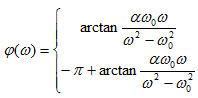 φ(ω) = { arctan αω₀ω / ω² − ω₀²
− π + arctan αω₀ω / ω² − ω₀²